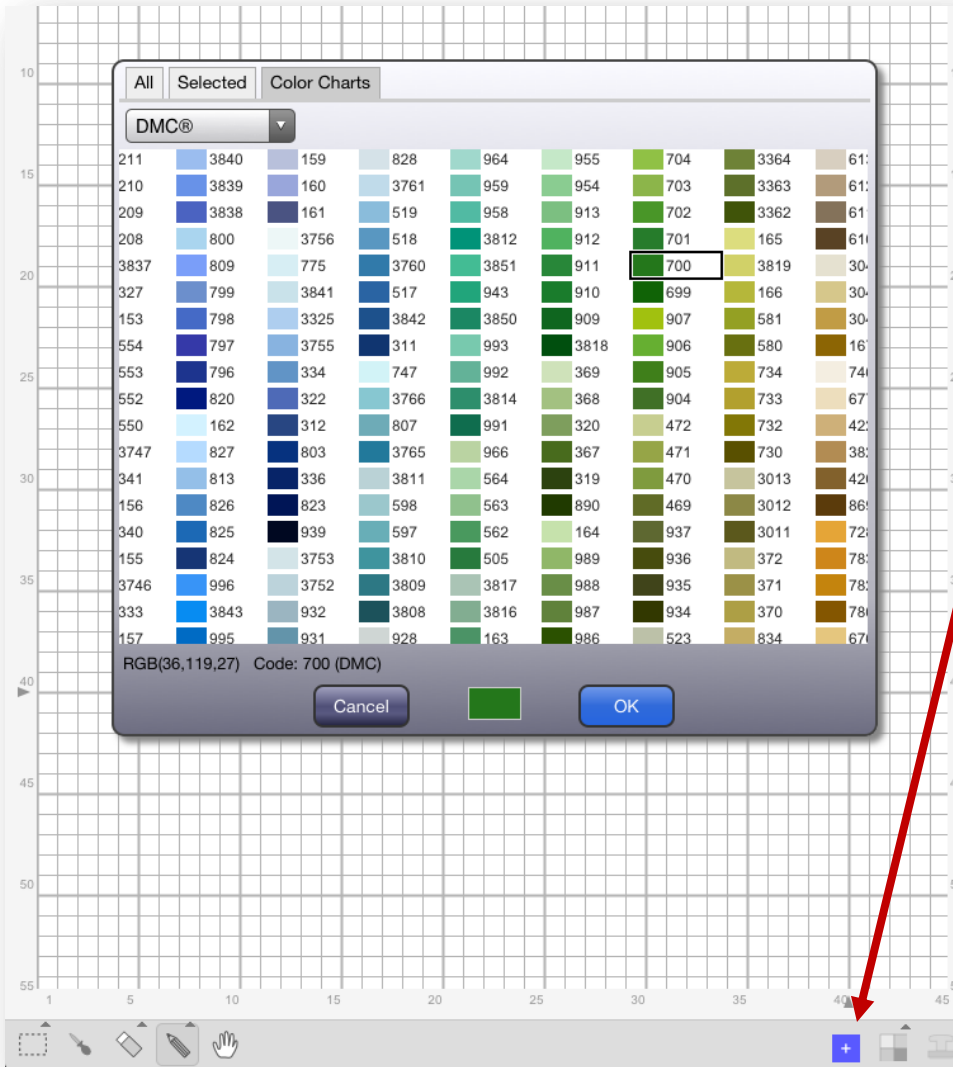 10
All Selected Color Charts
DMC®
211 3840 159 828 964 955 704 3364
15
210 3839 160 3761 959 954 703 3363
209 3838 161 519 958 913 702 3362
208 800 3756 518 3812 912 701 165
3837 809 775 3760 3851 911 700 3819
20
327 799 3841 517 943 910 699 166
153 798 3325 3842 3850 909 907 581
554 797 3755 311 993 3818 906 580
553 796 334 747 992 369 905 734
25
552 820 322 3766 3814 368 904 733
550 162 312 807 991 320 472 732
3747 827 803 3765 966 367 471 730
341 813 336 3811 564 319 470 3013
30
156 826 823 598 563 890 469 3012
340 825 939 597 562 164 937 3011
155 824 3753 3810 505 989 936 372
3746 996 3752 3809 3817 988 935 371
35
333 3843 932 3808 3816 987 934 370
157 995 931 928 163 986 523 834
RGB(36,119,27) Code: 700 (DMC)
40
Cancel OK
45
50
55
1 5 10 15 20 25 30 35 40 45
+